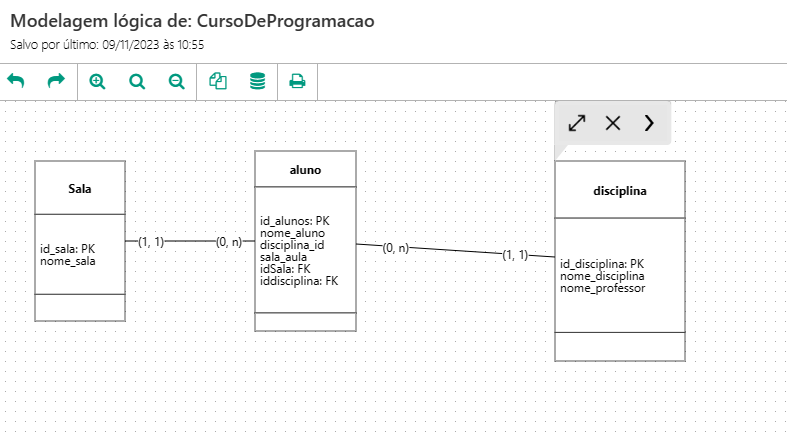 Modelagem lógica de: CursoDeProgramacao
Salvo por último: 09/11/2023 às 10:55
Sala
id_sala: PK
nome_sala
(1, 1)
(0, n)
aluno
id_alunos: PK
nome_aluno
disciplina_id
sala_aula
idSala: FK
iddisciplina: FK
(0, n)
(1, 1)
disciplina
id_disciplina: PK
nome_disciplina
nome_professor